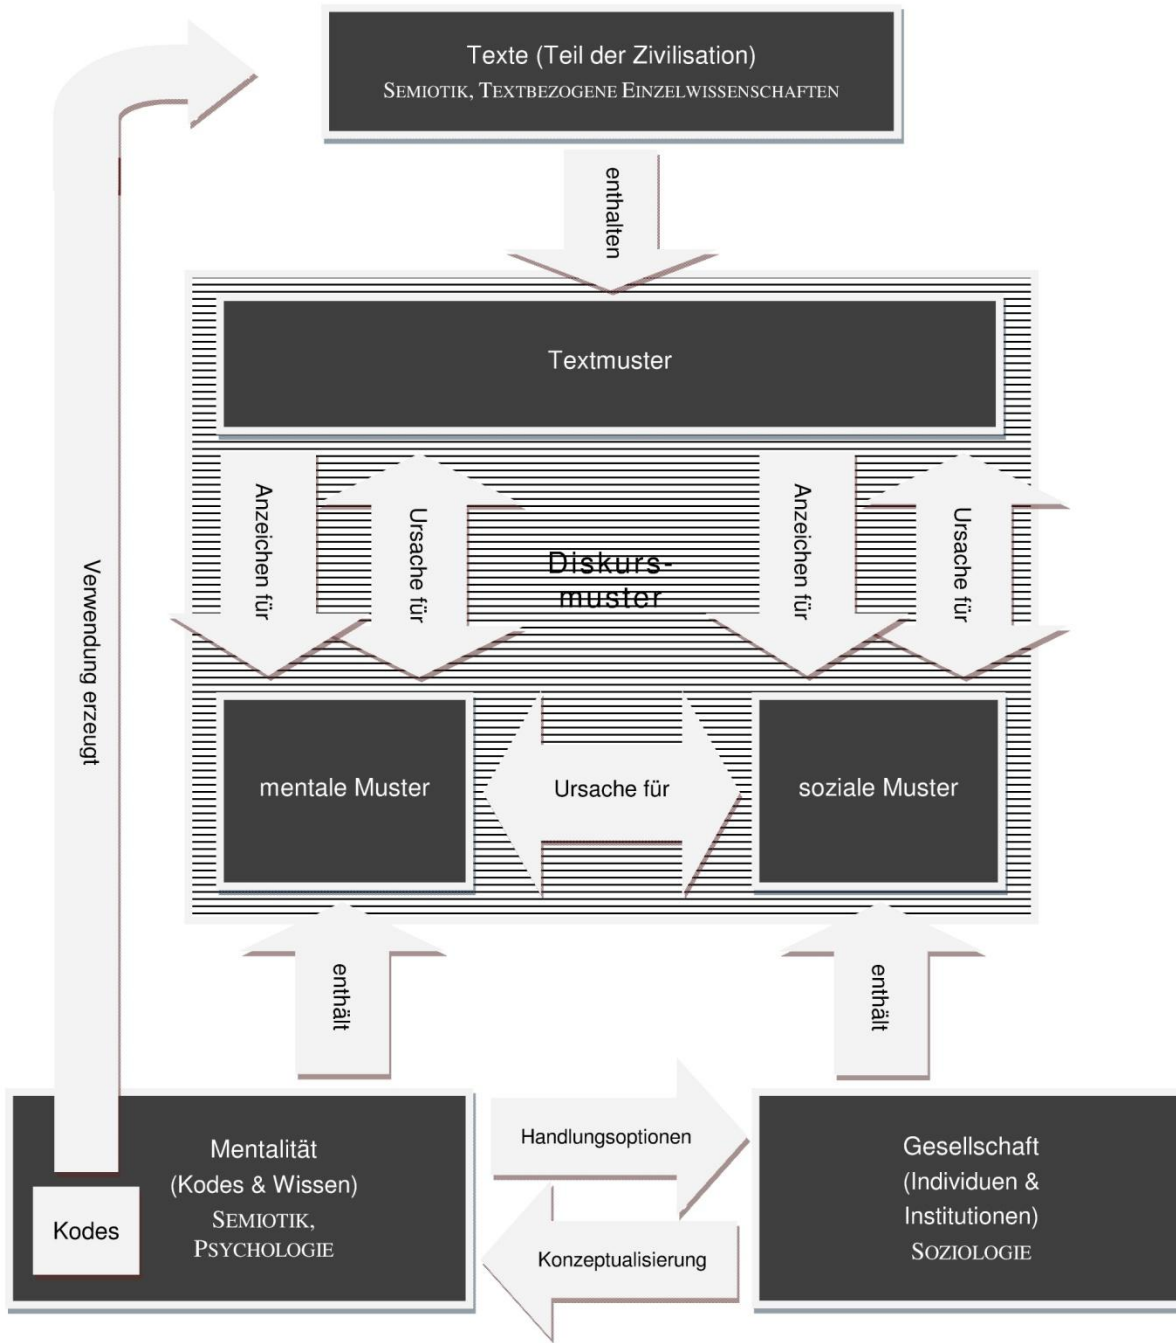 Texte (Teil der Zivilisation)
SEMIOTIK, TEXTBEZOGENE EINZELWISSENSCHAFTEN
enthalten
Textmuster
Anzeichen für
Ursache für
Anzeichen für
Ursache für
Diskurs-
muster
Verwendung erzeugt
mentale Muster
Ursache für
soziale Muster
enthält
enthält
Mentalität
(Kodes & Wissen)
SEMIOTIK,
PSYCHOLOGIE
Kodes
Handlungsoptionen
Konzeptualisierung
Gesellschaft
(Individuen &
Institutionen)
SOZIOLOGIE